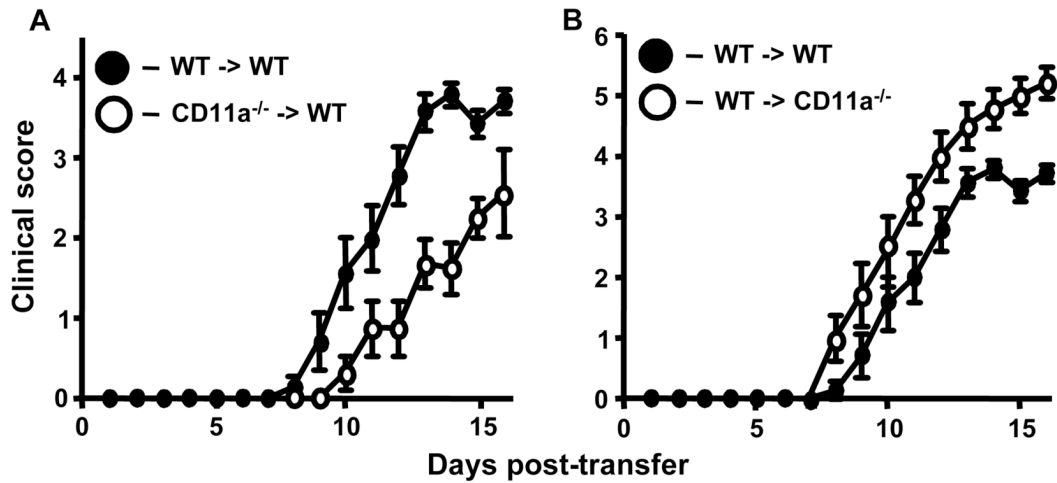 A
WT -> WT
CD11a-/- -> WT
Clinical score
4
3
2
1
0
0 5 10 15
B
WT -> WT
WT -> CD11a-/-
6
5
4
3
2
1
0
0 5 10 15
Days post-transfer